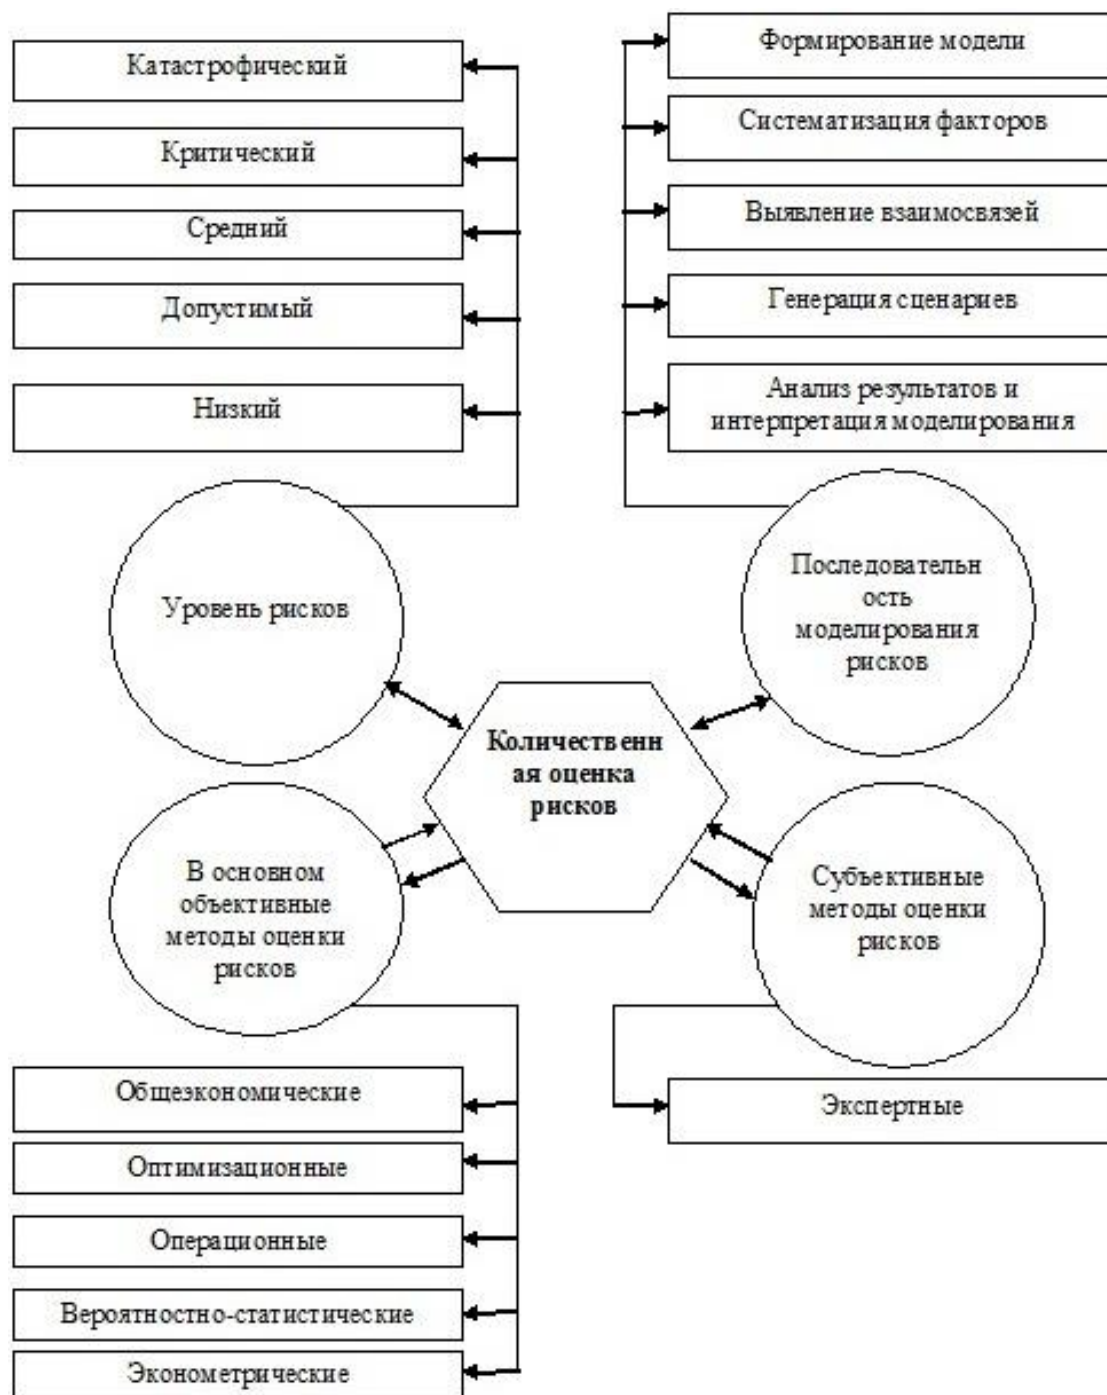 Катастрофический
Критический
Средний
Допустимый
Низкий
Формирование модели
Систематизация факторов
Выявление взаимосвязей
Генерация сценариев
Анализ результатов и
интерпретация моделирования
Уровень рисков
Последовательн
ость
моделирования
рисков
Количественн
ая оценка
рисков
В основном
объективные
методы оценки
рисков
Субъективные
методы оценки
рисков
Общеэкономические
Оптимизационные
Операционные
Вероятностно-статистические
Эконометрические
Экспертные